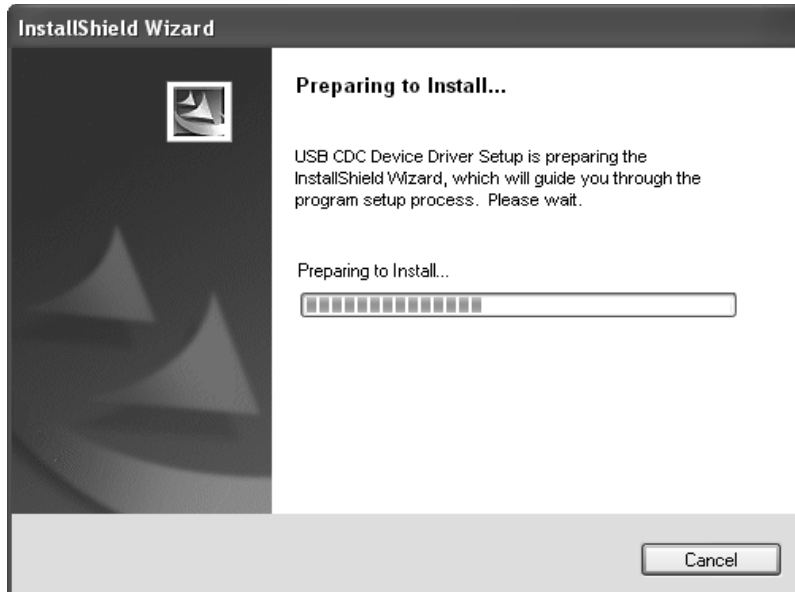 InstallShield Wizard
Preparing to Install...
USB CDC Device Driver Setup is preparing the
InstallShield Wizard, which will guide you through the
program setup process.  Please wait.
Preparing to Install...
Cancel